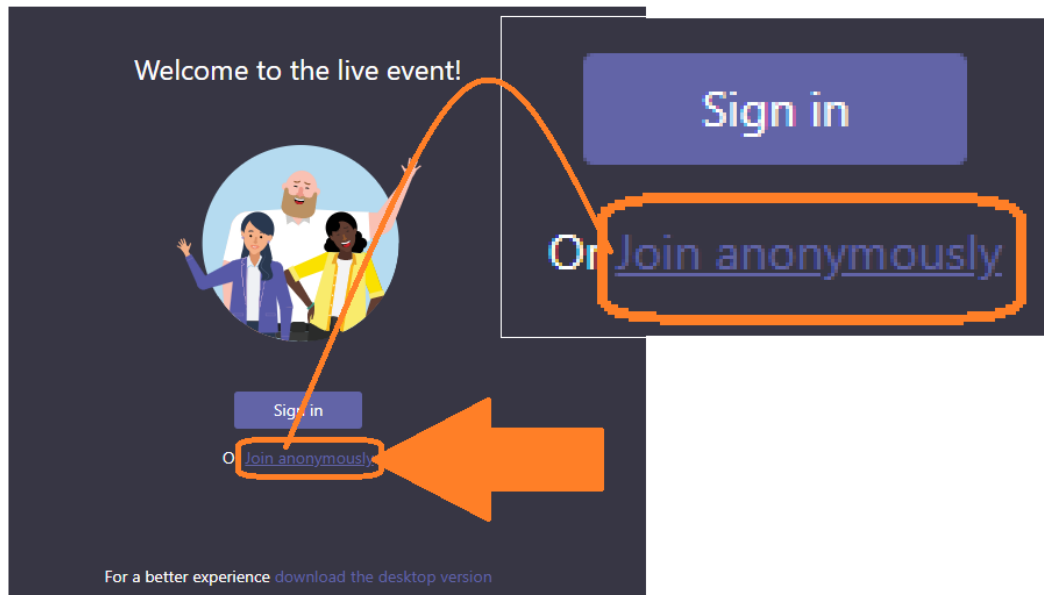 Welcome to the live event!
Sign in
Or Join anonymously
For a better experience download the desktop version
Sign in
Or Join anonymously